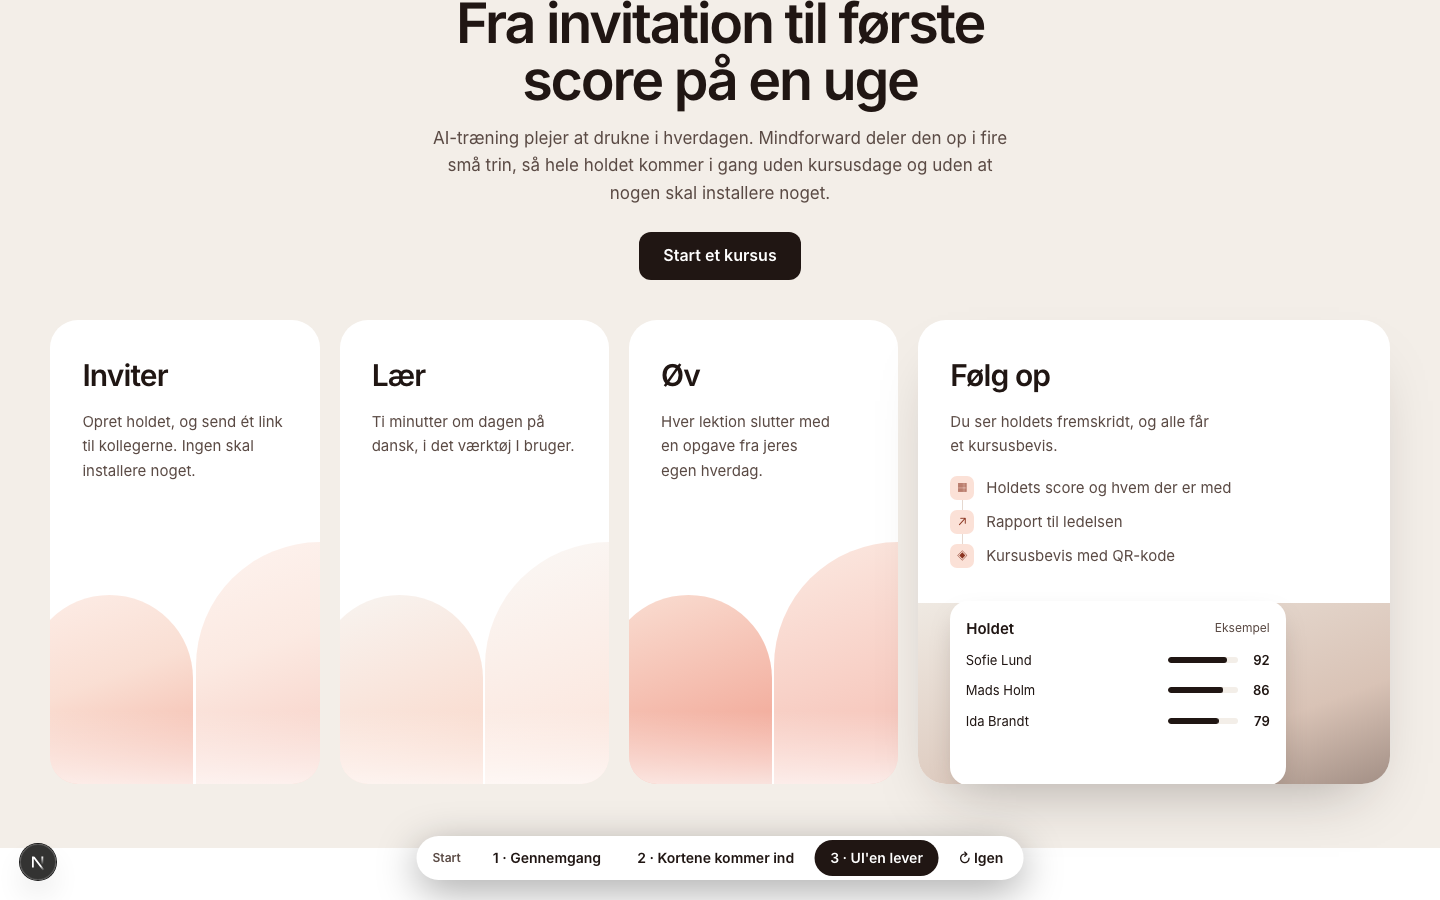 Fra invitation til første
score på en uge
AI-træning plejer at drukne i hverdagen. Mindforward deler den op i fire
små trin, så hele holdet kommer i gang uden kursusdage og uden at
nogen skal installere noget.
Start et kursus
Inviter
Opret holdet, og send ét link
til kollegerne. Ingen skal
installere noget.
Lær
Ti minutter om dagen på
dansk, i det værktøj I bruger.
Øv
Hver lektion slutter med
en opgave fra jeres
egen hverdag.
Følg op
Du ser holdets fremskridt, og alle får
et kursusbevis.
Holdets score og hvem der er med
Rapport til ledelsen
Kursusbevis med QR-kode
Holdet Eksempel
Sofie Lund 92
Mads Holm 86
Ida Brandt 79
N
Start 1 · Gennemgang 2 · Kortene kommer ind 3 · UI'en lever ↻ Igen